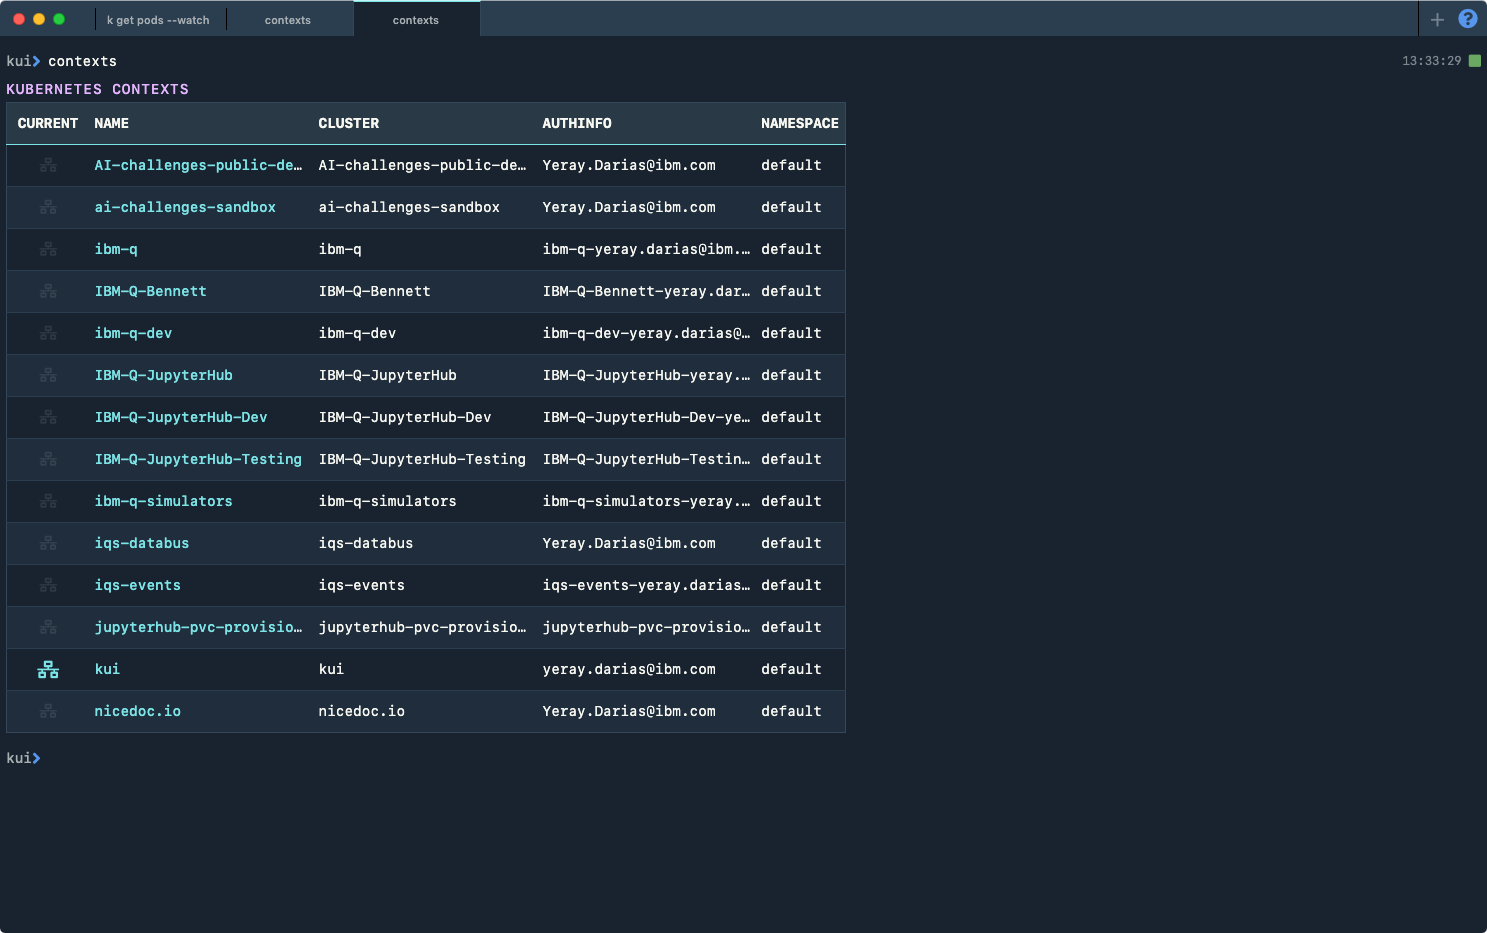 k get pods --watch contexts contexts + ?
kui> contexts 13:33:29
KUBERNETES CONTEXTS
CURRENT NAME CLUSTER AUTHINFO NAMESPACE
AI-challenges-public-de… AI-challenges-public-de… Yeray.Darias@ibm.com default
ai-challenges-sandbox ai-challenges-sandbox Yeray.Darias@ibm.com default
ibm-q ibm-q ibm-q-yeray.darias@ibm.… default
IBM-Q-Bennett IBM-Q-Bennett IBM-Q-Bennett-yeray.dar… default
ibm-q-dev ibm-q-dev ibm-q-dev-yeray.darias@… default
IBM-Q-JupyterHub IBM-Q-JupyterHub IBM-Q-JupyterHub-yeray.… default
IBM-Q-JupyterHub-Dev IBM-Q-JupyterHub-Dev IBM-Q-JupyterHub-Dev-ye… default
IBM-Q-JupyterHub-Testing IBM-Q-JupyterHub-Testing IBM-Q-JupyterHub-Testin… default
ibm-q-simulators ibm-q-simulators ibm-q-simulators-yeray.… default
iqs-databus iqs-databus Yeray.Darias@ibm.com default
iqs-events iqs-events iqs-events-yeray.darias… default
jupyterhub-pvc-provisio… jupyterhub-pvc-provisio… jupyterhub-pvc-provisio… default
kui kui yeray.darias@ibm.com default
nicedoc.io nicedoc.io Yeray.Darias@ibm.com default
kui>